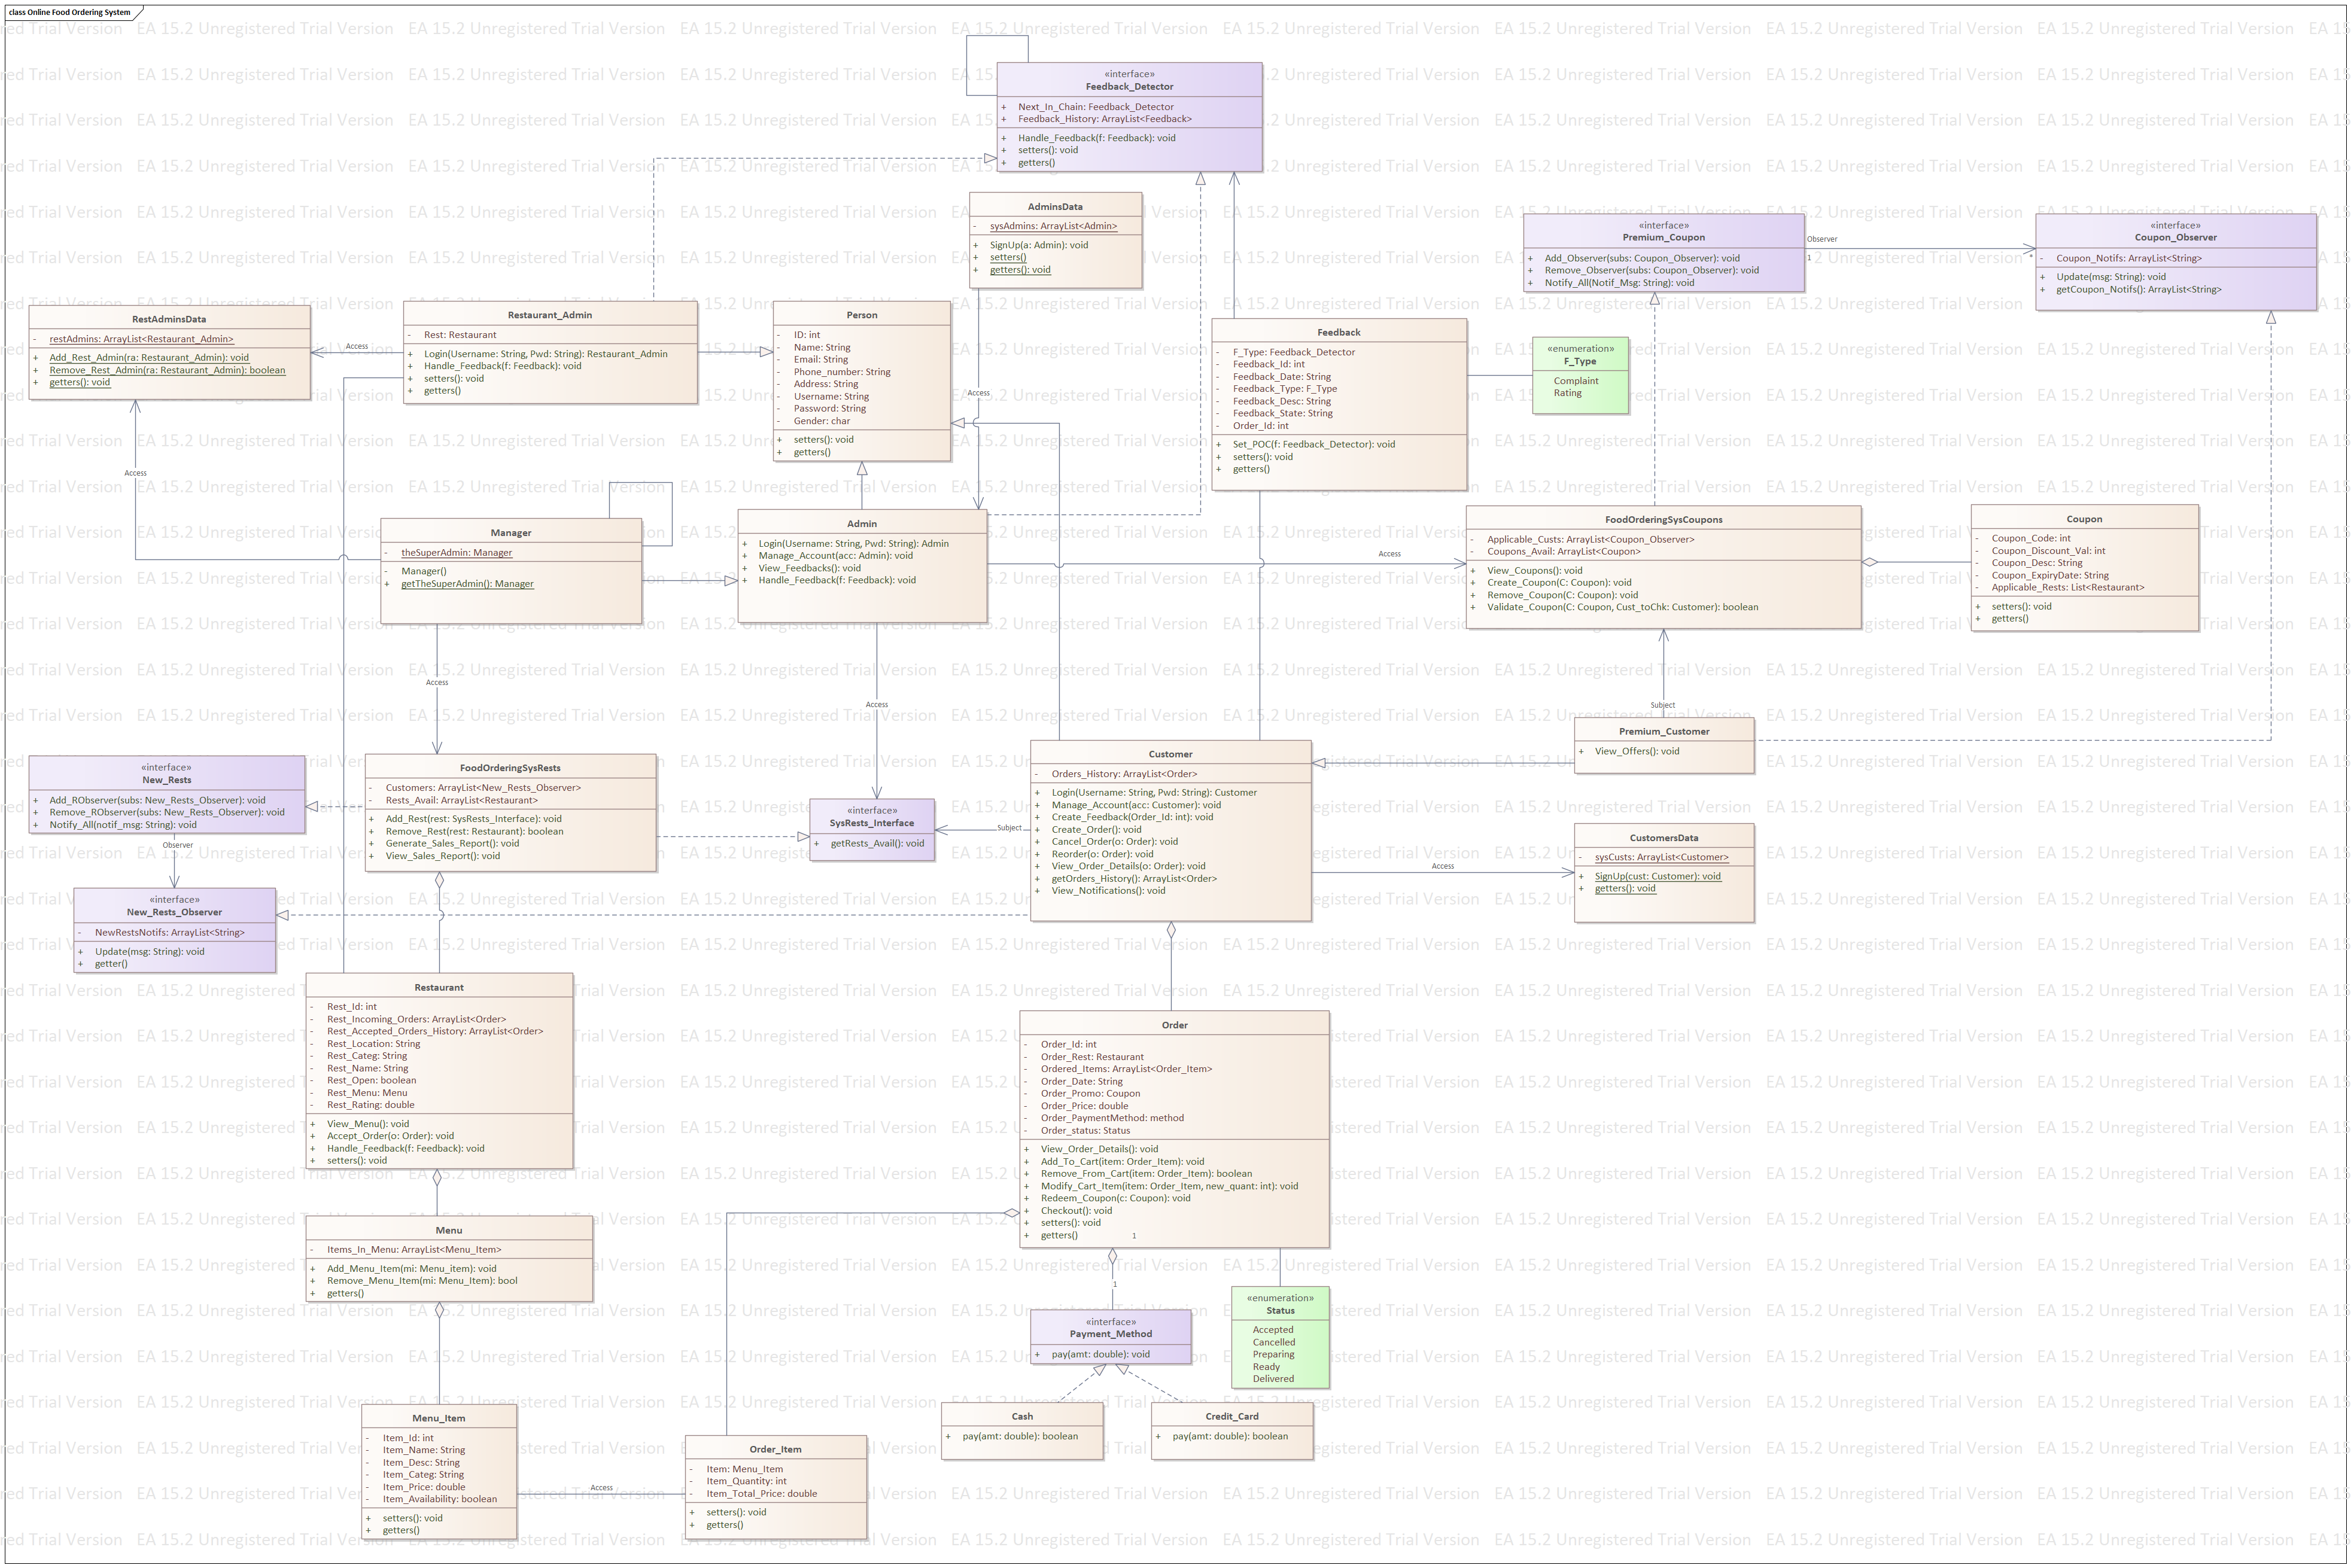 class Online Food Ordering System
EA 15.2 Unregistered Trial Version
«interface»
Feedback_Detector
+ Next_In_Chain: Feedback_Detector
+ Feedback_History: ArrayList<Feedback>
+ Handle_Feedback(f: Feedback): void
+ setters(): void
+ getters()
AdminsData
- sysAdmins: ArrayList<Admin>
+ SignUp(a: Admin): void
+ setters()
+ getters(): void
«interface»
Premium_Coupon
+ Add_Observer(subs: Coupon_Observer): void
+ Remove_Observer(subs: Coupon_Observer): void
+ Notify_All(Notif_Msg: String): void
Observer
1
*
«interface»
Coupon_Observer
- Coupon_Notifs: ArrayList<String>
+ Update(msg: String): void
+ getCoupon_Notifs(): ArrayList<String>
RestAdminsData
- restAdmins: ArrayList<Restaurant_Admin>
+ Add_Rest_Admin(ra: Restaurant_Admin): void
+ Remove_Rest_Admin(ra: Restaurant_Admin): boolean
+ getters(): void
Access
Restaurant_Admin
- Rest: Restaurant
+ Login(Username: String, Pwd: String): Restaurant_Admin
+ Handle_Feedback(f: Feedback): void
+ setters(): void
+ getters()
Person
- ID: int
- Name: String
- Email: String
- Phone_number: String
- Address: String
- Username: String
- Password: String
- Gender: char
+ setters(): void
+ getters()
Access
Feedback
- F_Type: Feedback_Detector
- Feedback_Id: int
- Feedback_Date: String
- Feedback_Type: F_Type
- Feedback_Desc: String
- Feedback_State: String
- Order_Id: int
+ Set_POC(f: Feedback_Detector): void
+ setters(): void
+ getters()
«enumeration»
F_Type
Complaint
Rating
Access
Manager
- theSuperAdmin: Manager
- Manager()
+ getTheSuperAdmin(): Manager
Admin
+ Login(Username: String, Pwd: String): Admin
+ Manage_Account(acc: Admin): void
+ View_Feedbacks(): void
+ Handle_Feedback(f: Feedback): void
Access
FoodOrderingSysCoupons
- Applicable_Custs: ArrayList<Coupon_Observer>
- Coupons_Avail: ArrayList<Coupon>
+ View_Coupons(): void
+ Create_Coupon(C: Coupon): void
+ Remove_Coupon(C: Coupon): void
+ Validate_Coupon(C: Coupon, Cust_toChk: Customer): boolean
Coupon
- Coupon_Code: int
- Coupon_Discount_Val: int
- Coupon_Desc: String
- Coupon_ExpiryDate: String
- Applicable_Rests: List<Restaurant>
+ setters(): void
+ getters()
Access
Access
Subject
Premium_Customer
+ View_Offers(): void
«interface»
New_Rests
+ Add_RObserver(subs: New_Rests_Observer): void
+ Remove_RObserver(subs: New_Rests_Observer): void
+ Notify_All(notif_msg: String): void
Observer
FoodOrderingSysRests
- Customers: ArrayList<New_Rests_Observer>
- Rests_Avail: ArrayList<Restaurant>
+ Add_Rest(rest: SysRests_Interface): void
+ Remove_Rest(rest: Restaurant): boolean
+ Generate_Sales_Report(): void
+ View_Sales_Report(): void
«interface»
SysRests_Interface
+ getRests_Avail(): void
Subject
Customer
- Orders_History: ArrayList<Order>
+ Login(Username: String, Pwd: String): Customer
+ Manage_Account(acc: Customer): void
+ Create_Feedback(Order_Id: int): void
+ Create_Order(): void
+ Cancel_Order(o: Order): void
+ Reorder(o: Order): void
+ View_Order_Details(o: Order): void
+ getOrders_History(): ArrayList<Order>
+ View_Notifications(): void
Access
CustomersData
- sysCusts: ArrayList<Customer>
+ SignUp(cust: Customer): void
+ getters(): void
«interface»
New_Rests_Observer
- NewRestsNotifs: ArrayList<String>
+ Update(msg: String): void
+ getter()
Restaurant
- Rest_Id: int
- Rest_Incoming_Orders: ArrayList<Order>
- Rest_Accepted_Orders_History: ArrayList<Order>
- Rest_Location: String
- Rest_Categ: String
- Rest_Name: String
- Rest_Open: boolean
- Rest_Menu: Menu
- Rest_Rating: double
+ View_Menu(): void
+ Accept_Order(o: Order): void
+ Handle_Feedback(f: Feedback): void
+ setters(): void
Order
- Order_Id: int
- Order_Rest: Restaurant
- Ordered_Items: ArrayList<Order_Item>
- Order_Date: String
- Order_Promo: Coupon
- Order_Price: double
- Order_PaymentMethod: method
- Order_status: Status
+ View_Order_Details(): void
+ Add_To_Cart(item: Order_Item): void
+ Remove_From_Cart(item: Order_Item): boolean
+ Modify_Cart_Item(item: Order_Item, new_quant: int): void
+ Redeem_Coupon(c: Coupon): void
+ Checkout(): void
+ setters(): void
+ getters()
1
1
Menu
- Items_In_Menu: ArrayList<Menu_Item>
+ Add_Menu_Item(mi: Menu_item): void
+ Remove_Menu_Item(mi: Menu_Item): bool
+ getters()
«interface»
Payment_Method
+ pay(amt: double): void
«enumeration»
Status
Accepted
Cancelled
Preparing
Ready
Delivered
Cash
+ pay(amt: double): boolean
Credit_Card
+ pay(amt: double): boolean
Menu_Item
- Item_Id: int
- Item_Name: String
- Item_Desc: String
- Item_Categ: String
- Item_Price: double
- Item_Availability: boolean
+ setters(): void
+ getters()
Access
Order_Item
- Item: Menu_Item
- Item_Quantity: int
- Item_Total_Price: double
+ setters(): void
+ getters()